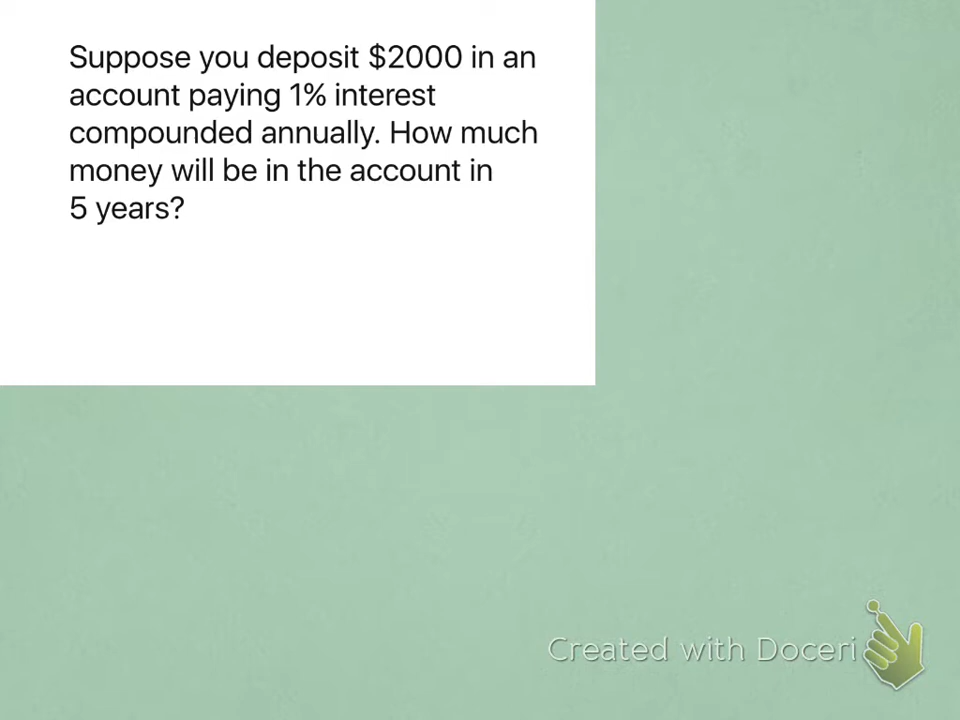 Suppose you deposit $2000 in an
account paying 1% interest
compounded annually. How much
money will be in the account in
5 years?
Created with Doceri